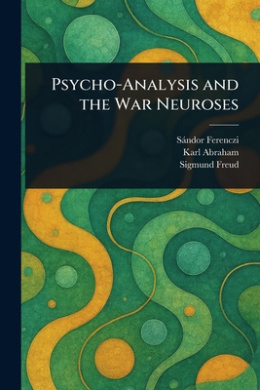 Psycho-Analysis and
the War Neuroses
Sándor Ferenczi
Karl Abraham
Sigmund Freud